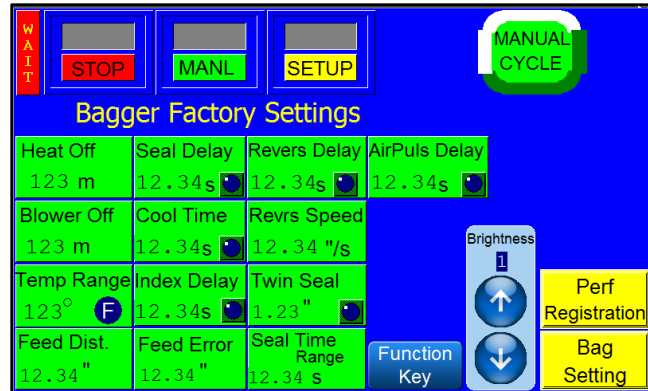 WAIT
STOP
MANL
SETUP
MANUAL
CYCLE
Bagger Factory Settings
Heat Off
123 m
Seal Delay
12.34s
Revers Delay
12.34s
AirPuls Delay
12.34s
Blower Off
123 m
Cool Time
12.34s
Revrs Speed
12.34 "/s
Temp Range
123° F
Index Delay
12.34s
Twin Seal
1.23"
Feed Dist.
12.34"
Feed Error
12.34"
Seal Time
Range
12.34 s
Function
Key
Brightness
1
Perf
Registration
Bag
Setting